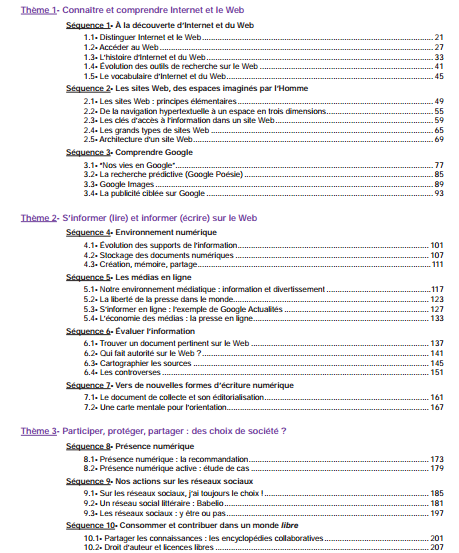 Thème 1• Connaître et comprendre Internet et le Web
Séquence 1• À la découverte d'Internet et du Web
1.1• Distinguer Internet et le Web 21
1.2• Accéder au Web 27
1.3• L'histoire d'Internet et du Web 33
1.4• Évolution des outils de recherche sur le Web 41
1.5• Le vocabulaire d'Internet et du Web 45
Séquence 2• Les sites Web, des espaces imaginés par l'Homme
2.1• Les sites Web : principes élémentaires 49
2.2• De la navigation hypertextuelle à un espace en trois dimensions 55
2.3• Les clés d'accès à l'information dans un site Web 59
2.4• Les grands types de sites Web 65
2.5• Architecture d'un site Web 69
Séquence 3• Comprendre Google
3.1• "Nos vies en Google" 77
3.2• La recherche prédictive (Google Poésie) 85
3.3• Google Images 89
3.4• La publicité ciblée sur Google 93
Thème 2• S'informer (lire) et informer (écrire) sur le Web
Séquence 4• Environnement numérique
4.1• Évolution des supports de l'information 101
4.2• Stockage des documents numériques 107
4.3• Création, mémoire, partage 111
Séquence 5• Les médias en ligne
5.1• Notre environnement médiatique : information et divertissement 117
5.2• La liberté de la presse dans le monde 123
5.3• S'informer en ligne : l'exemple de Google Actualités 127
5.4• L'économie des médias : la presse en ligne 133
Séquence 6• Évaluer l'information
6.1• Trouver un document pertinent sur le Web 137
6.2• Qui fait autorité sur le Web ? 141
6.3• Cartographier les sources 145
6.4• Les controverses 151
Séquence 7• Vers de nouvelles formes d'écriture numérique
7.1• Le document de collecte et son éditorialisation 161
7.2• Une carte mentale pour l'orientation 167
Thème 3• Participer, protéger, partager : des choix de société ?
Séquence 8• Présence numérique
8.1• Présence numérique : la recommandation 173
8.2• Présence numérique active : étude de cas 179
Séquence 9• Nos actions sur les réseaux sociaux
9.1• Sur les réseaux sociaux, j'ai toujours le choix ! 185
9.2• Un réseau social littéraire : Babelio 181
9.3• Les réseaux sociaux : y être ou pas 197
Séquence 10• Consommer et contribuer dans un monde libre
10.1• Partager les connaissances : les encyclopédies collaboratives 201
10.2• Droit d'auteur et licences libres 207